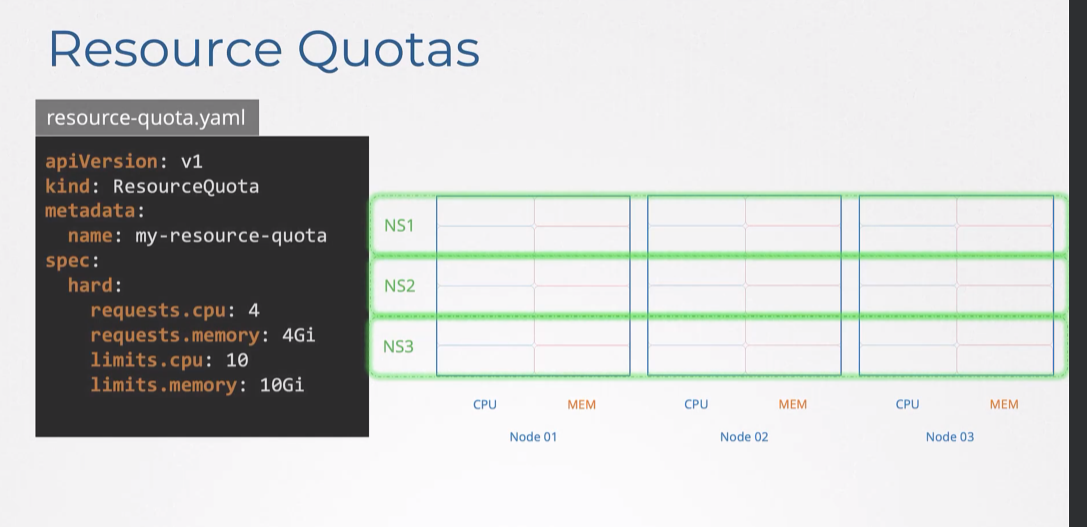 Resource Quotas
resource-quota.yaml
apiVersion: v1
kind: ResourceQuota
metadata:
  name: my-resource-quota
spec:
  hard:
    requests.cpu: 4
    requests.memory: 4Gi
    limits.cpu: 10
    limits.memory: 10Gi
NS1
NS2
NS3
CPU MEM CPU MEM CPU MEM
Node 01 Node 02 Node 03